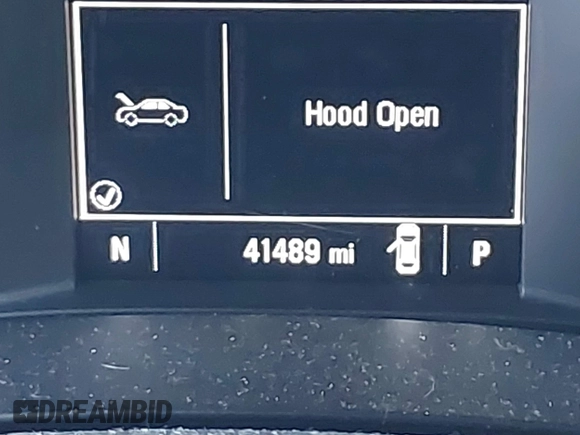 Hood Open
N 41489 mi P
DREAMBID